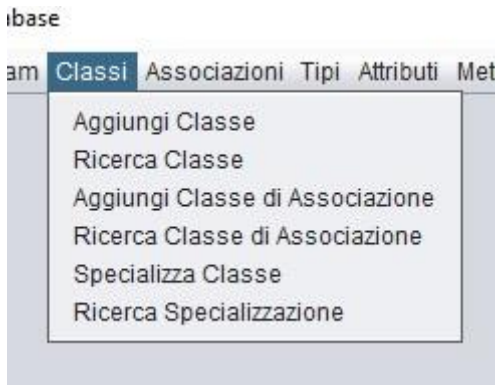 abase
am Classi Associazioni Tipi Attributi Met
Aggiungi Classe
Ricerca Classe
Aggiungi Classe di Associazione
Ricerca Classe di Associazione
Specializza Classe
Ricerca Specializzazione